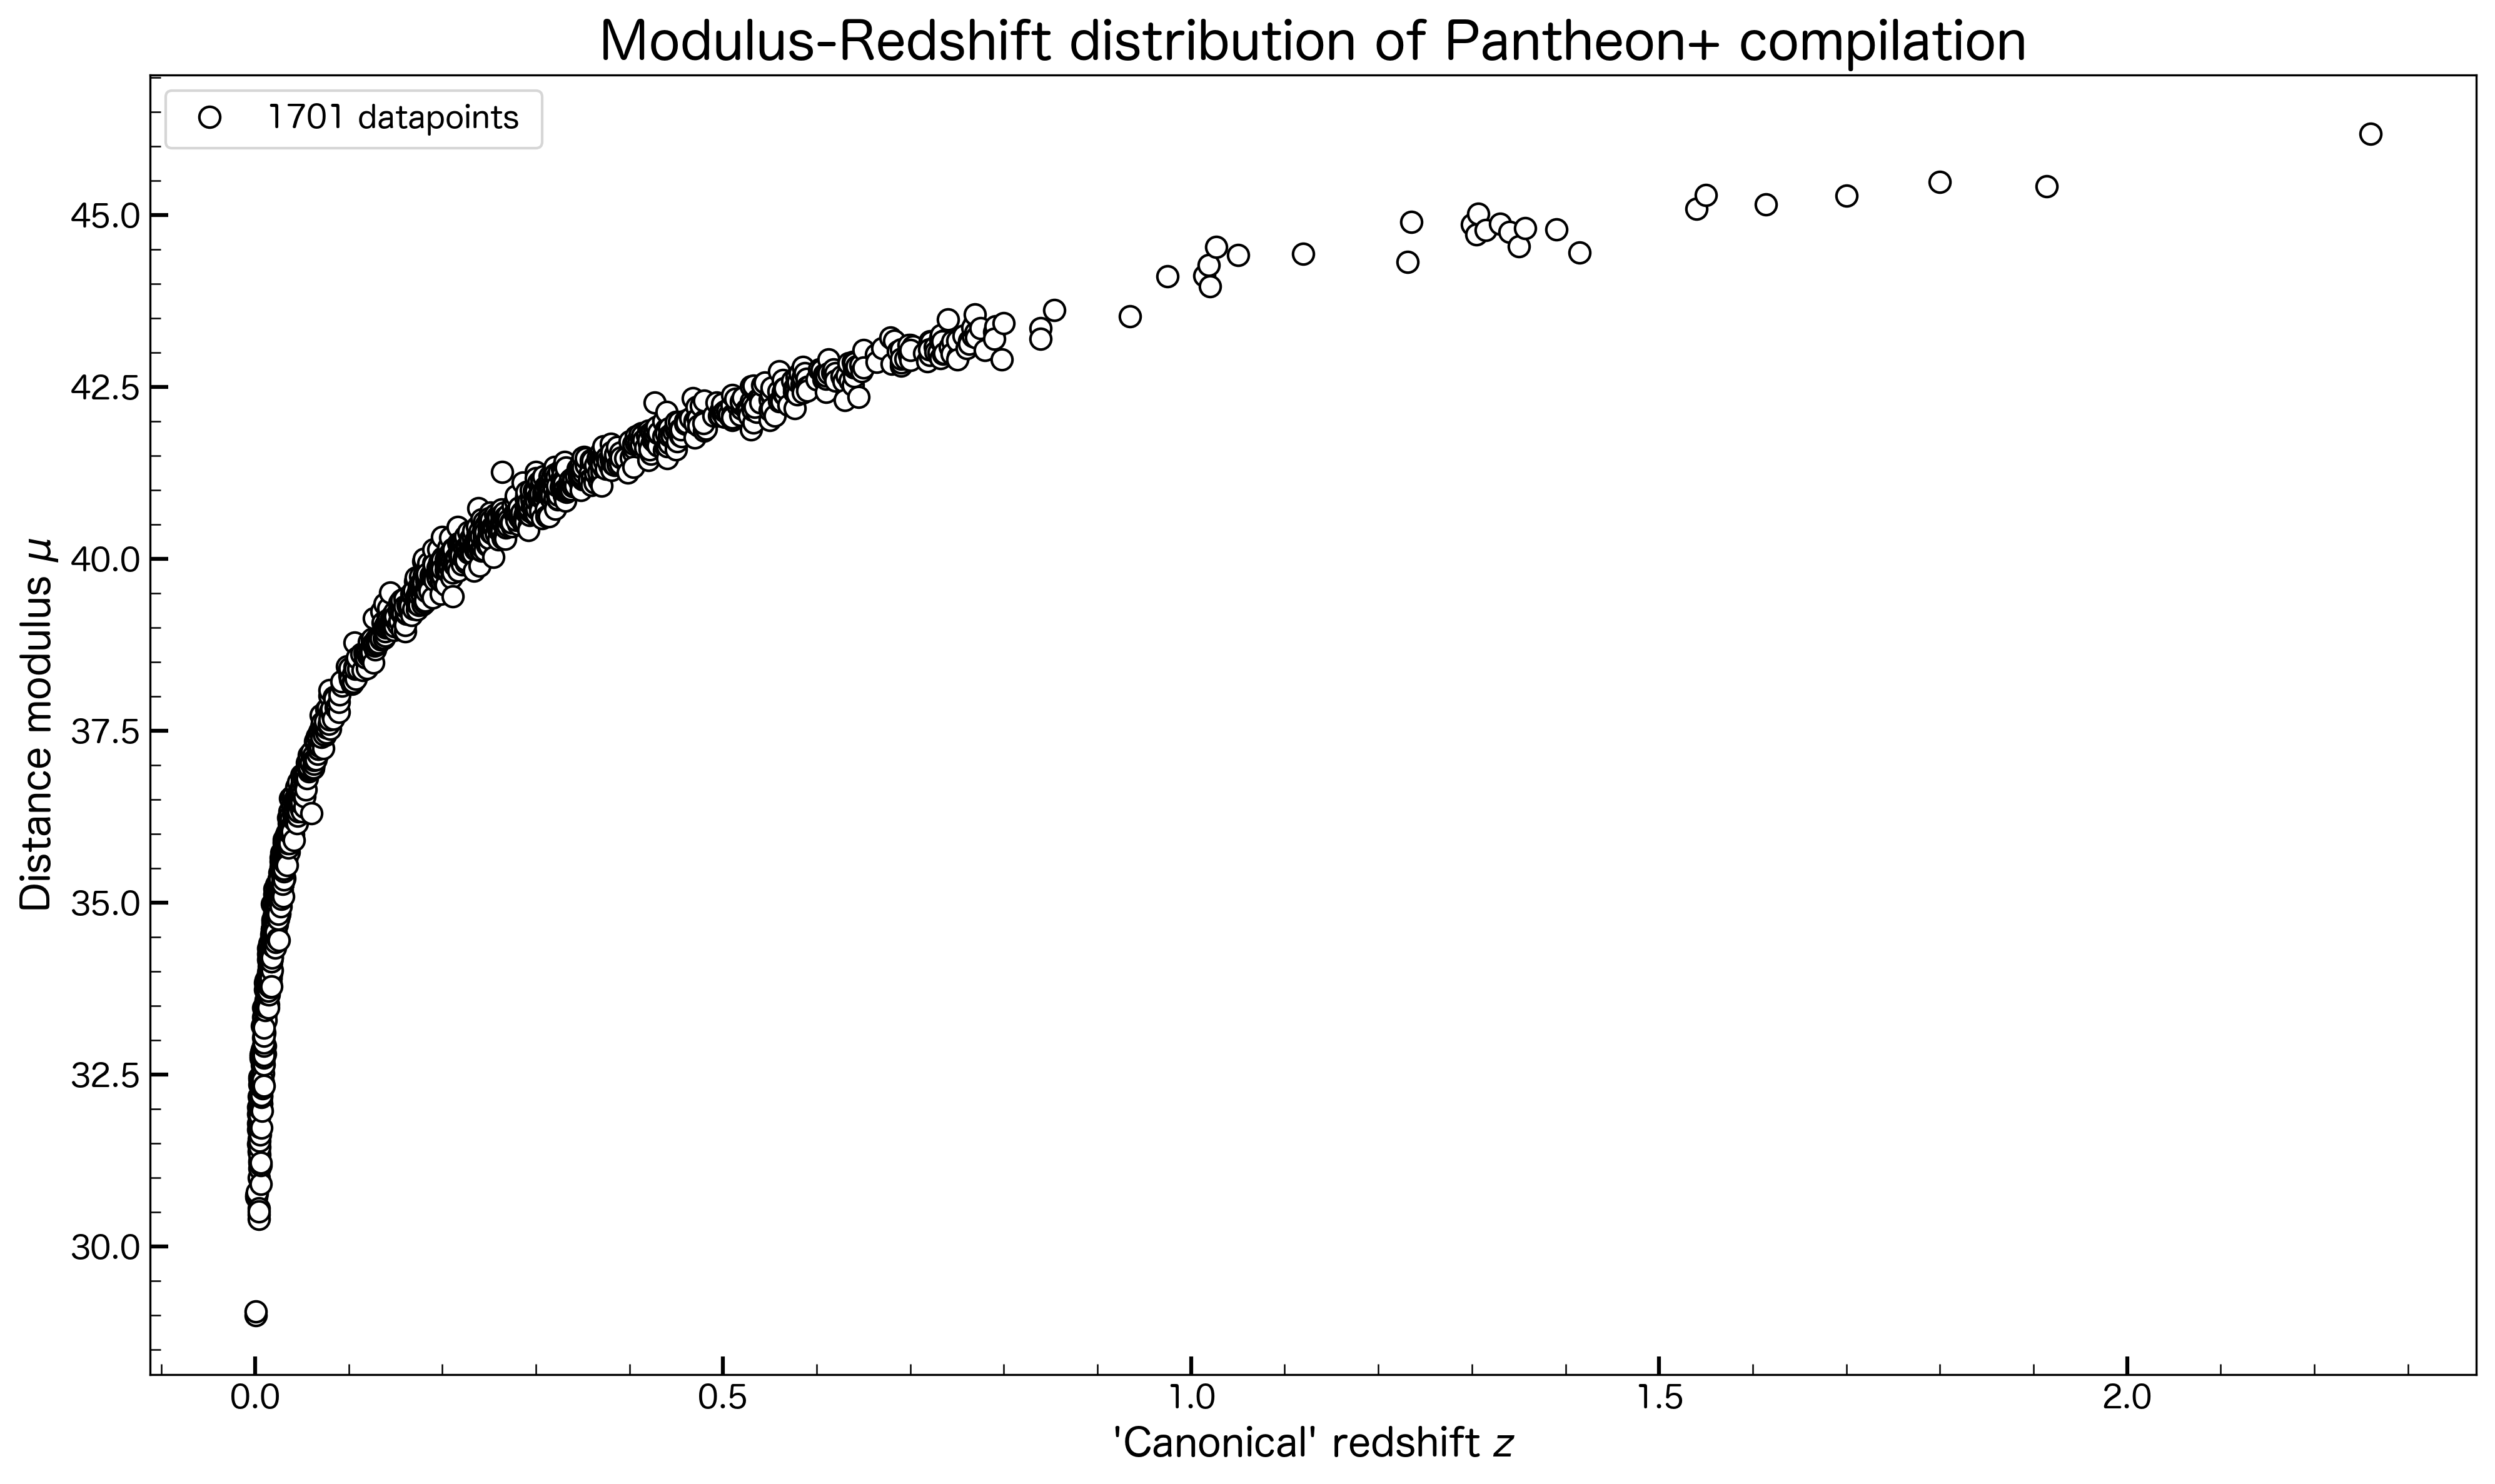 Modulus-Redshift distribution of Pantheon+ compilation
1701 datapoints
Distance modulus μ
45.0
42.5
40.0
37.5
35.0
32.5
30.0
0.0 0.5 1.0 1.5 2.0
'Canonical' redshift z